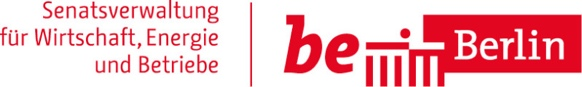 Senatsverwaltung
für Wirtschaft, Energie
und Betriebe
be Berlin